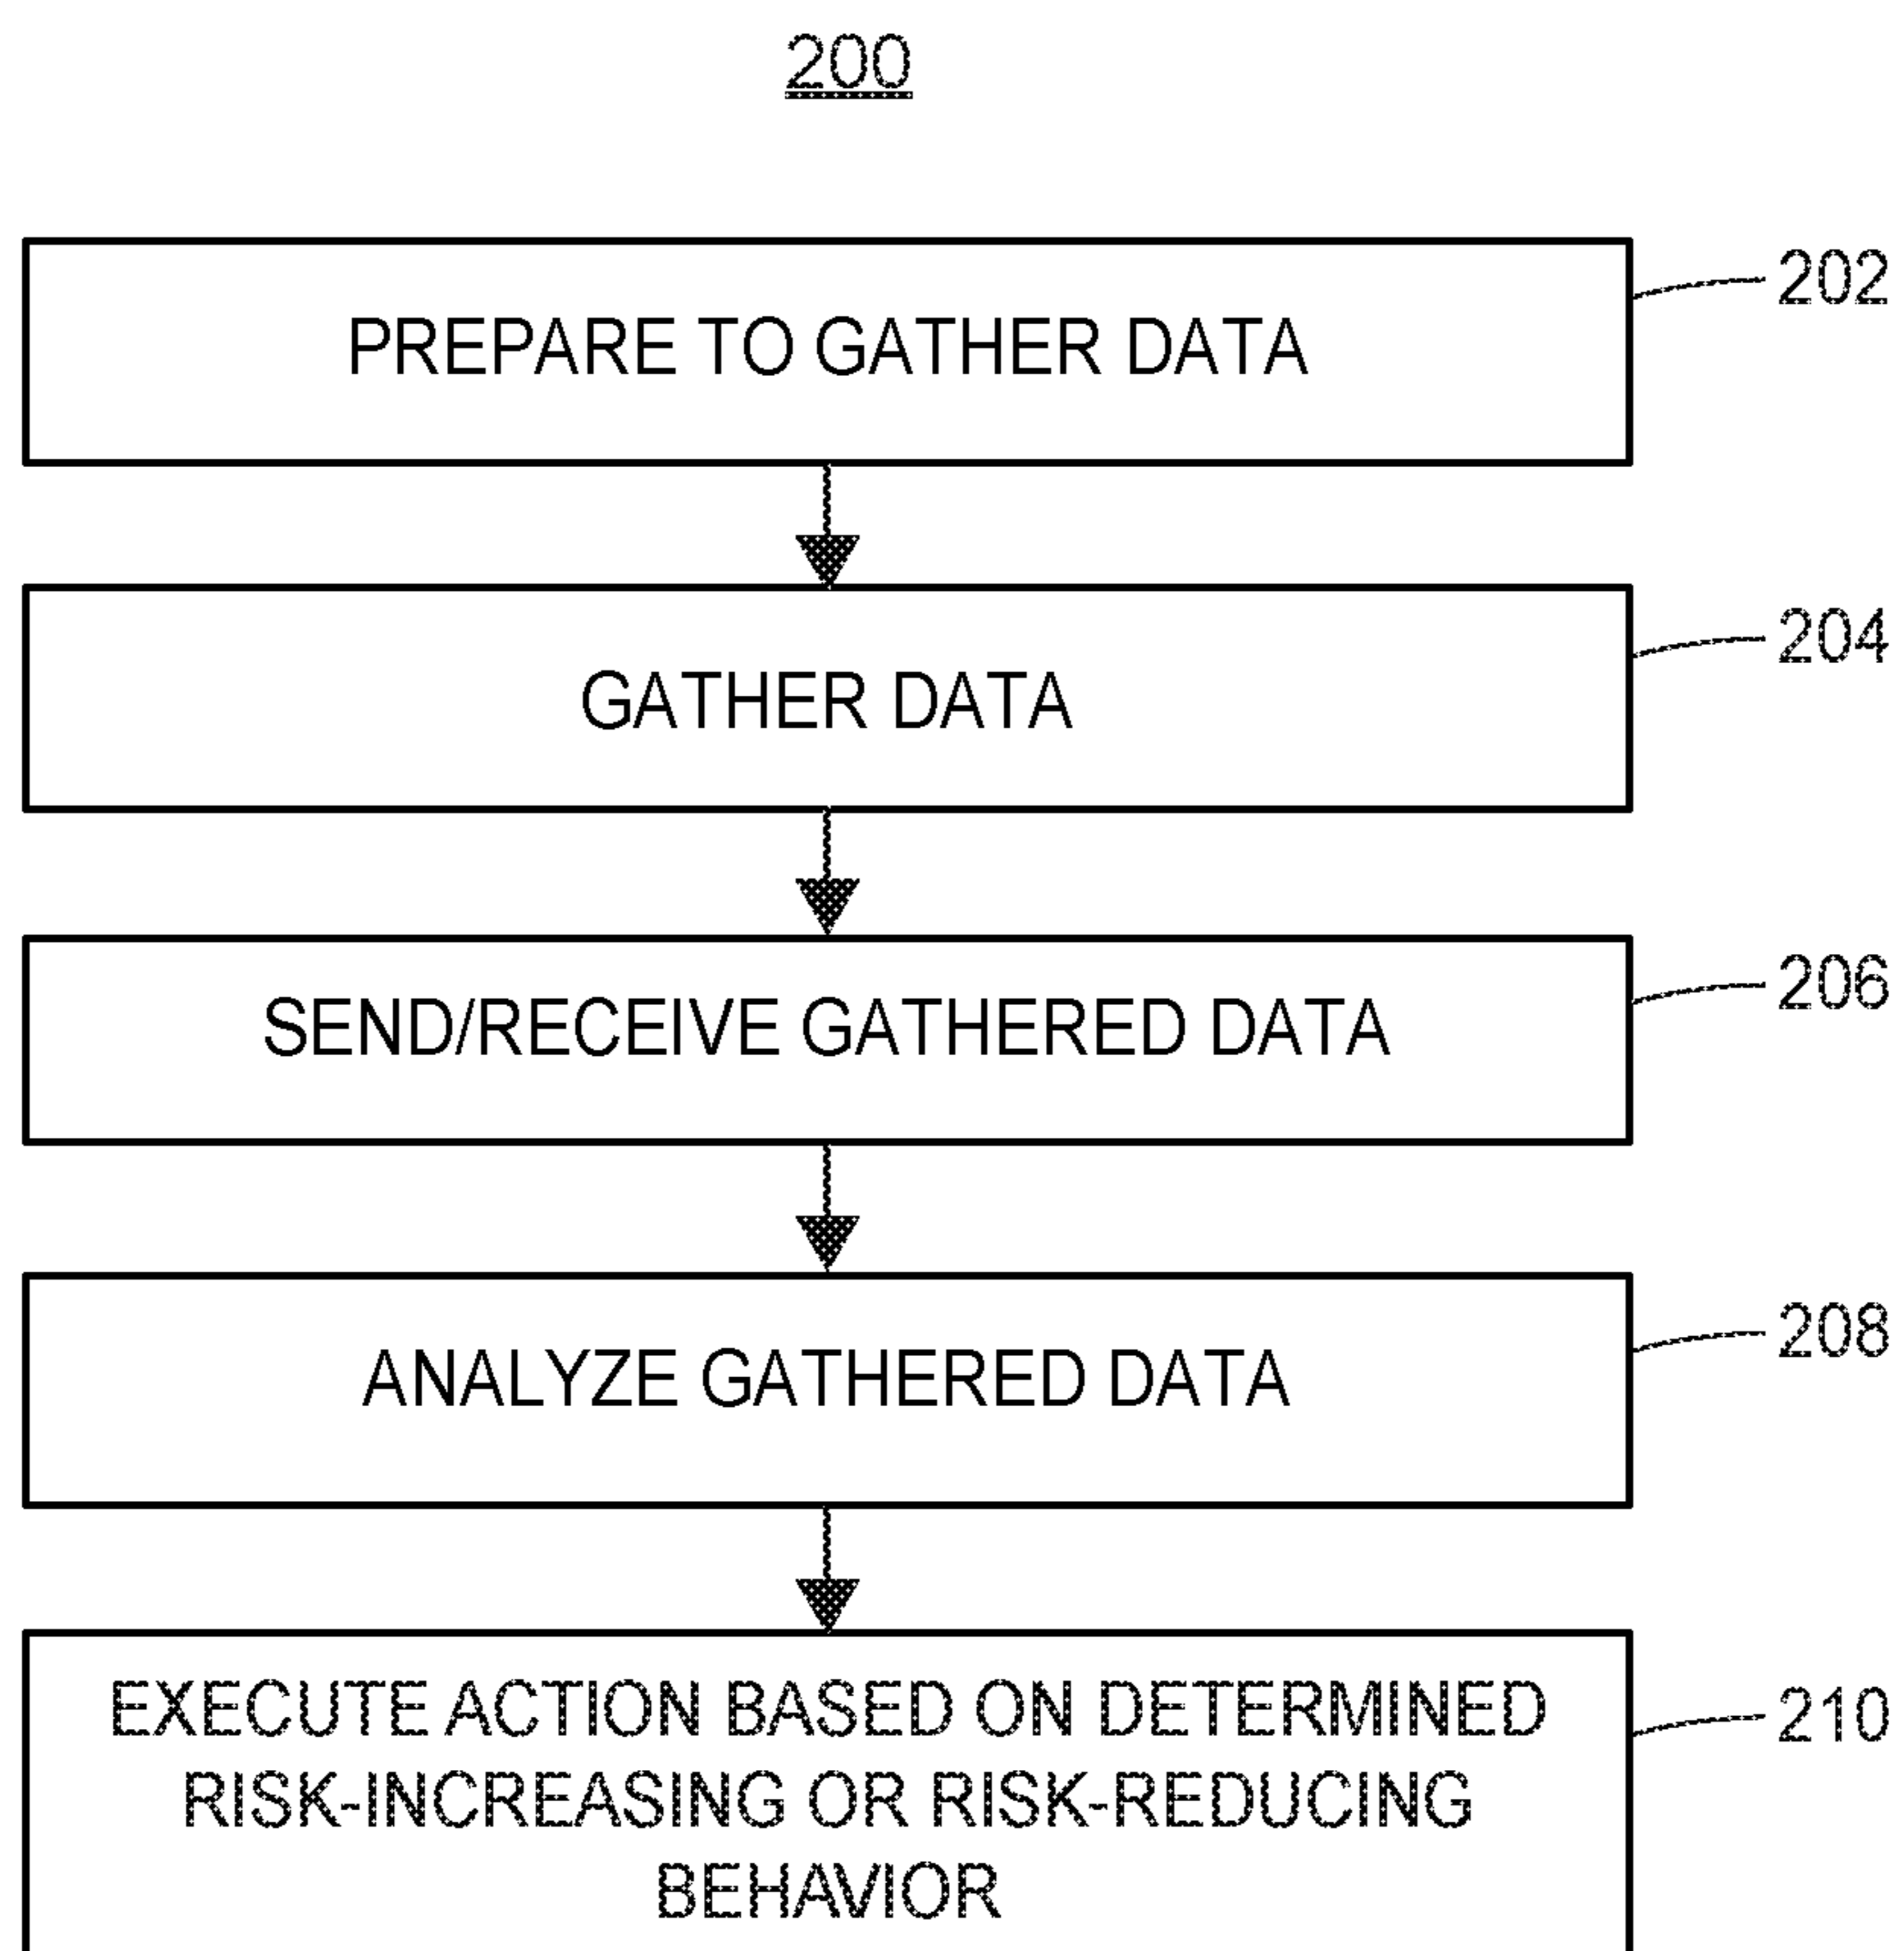 200
PREPARE TO GATHER DATA
202
GATHER DATA
204
SEND/RECEIVE GATHERED DATA
206
ANALYZE GATHERED DATA
208
EXECUTE ACTION BASED ON DETERMINED
RISK-INCREASING OR RISK-REDUCING
BEHAVIOR
210